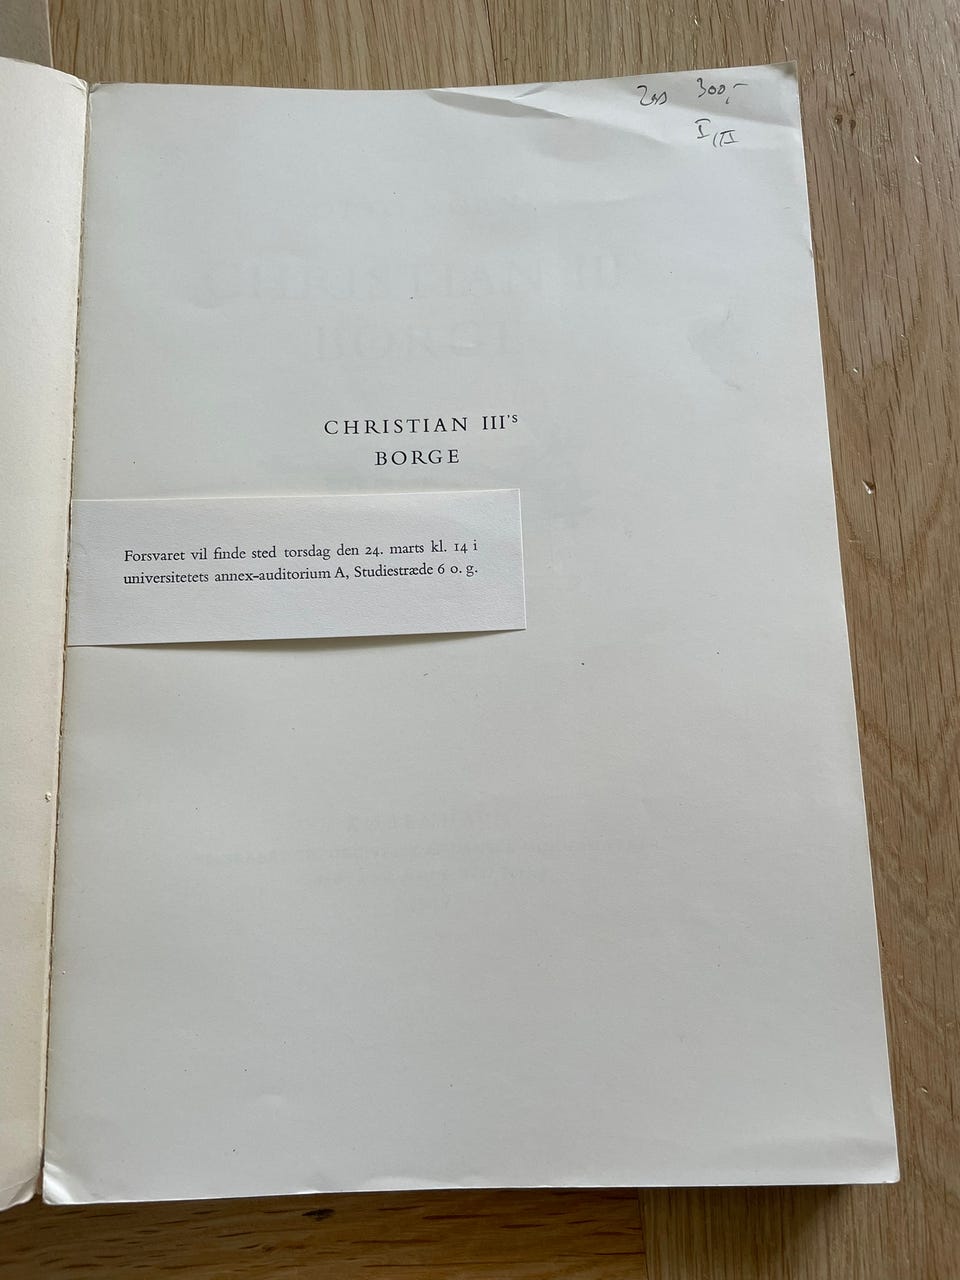 300,-
I, II
CHRISTIAN III's
BORGE
Forsvaret vil finde sted torsdag den 24. marts kl. 14 i
universitetets annex-auditorium A, Studiestræde 6 o. g.